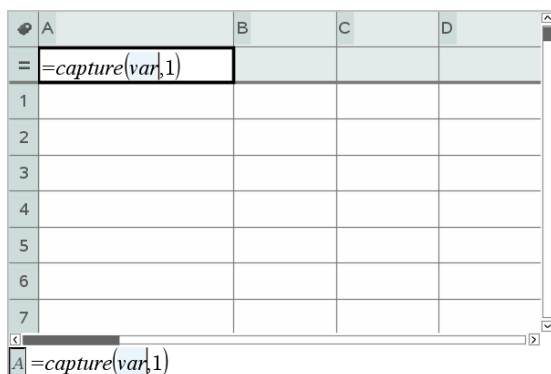 A B C D
= =capture(var,1)
1
2
3
4
5
6
7
A =capture(var,1)